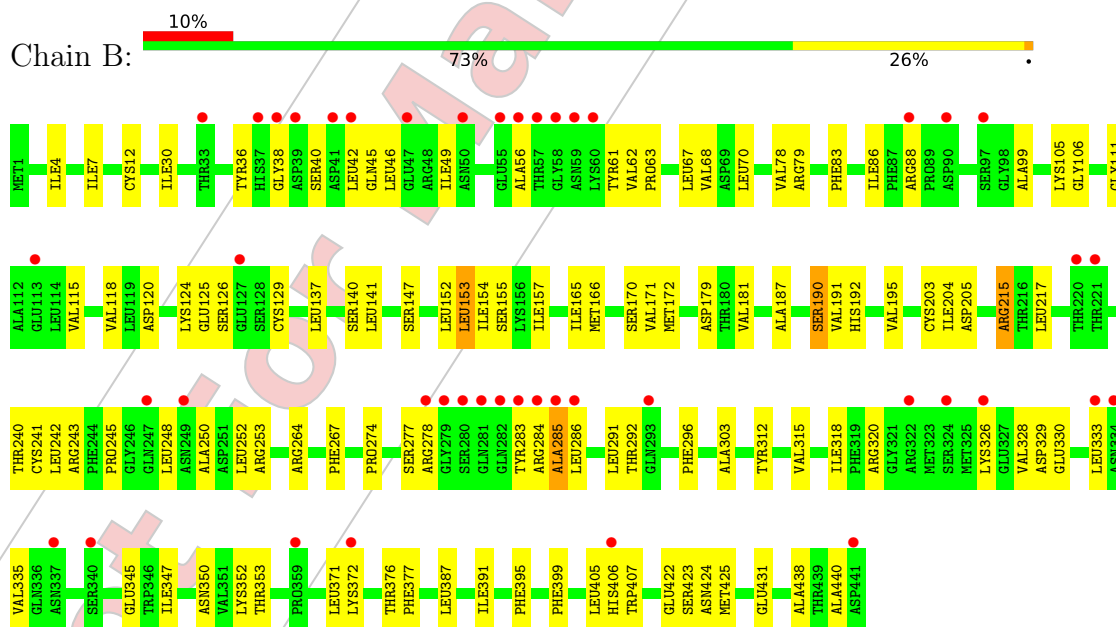 10%
Chain B:
73% 26% •
MET1 ILE4 ILE7 CYS12 ILE30 THR33 TYR36 HIS37 GLY38 ASP39 SER40 ASP41 LEU42 GLN45 LEU46 GLU47 ARG48 ILE49 ASN50 GLU55 ALA56 THR57 GLY58 ASN59 LYS60 TYR61 VAL62 PRO63 LEU67 VAL68 ASP69 LEU70 VAL78 ARG79 PHE83 ILE86 PHE87 ARG88 PRO89 ASP90 SER97 GLY98 ALA99 LYS105 GLY106 GLY111
ALA112 GLU113 LEU114 VAL115 VAL118 LEU119 ASP120 LYS124 GLU125 SER126 GLU127 SER128 CYS129 LEU137 SER140 LEU141 SER147 LEU152 LEU153 ILE154 SER155 LYS156 ILE157 ILE165 MET166 SER170 VAL171 MET172 ASP179 THR180 VAL181 ALA187 SER190 VAL191 HIS192 VAL195 CYS203 ILE204 ASP205 ARG215 THR216 LEU217 THR220 THR221
THR240 CYS241 LEU242 ARG243 PHE244 PRO245 GLY246 GLN247 LEU248 ASN249 ALA250 ASP251 LEU252 ARG253 ARG264 PHE267 PRO274 SER277 ARG278 GLY279 SER280 GLN281 GLN282 TYR283 ARG284 ALA285 LEU286 LEU291 THR292 GLN293 PHE296 ALA303 TYR312 VAL315 ILE318 PHE319 ARG320 GLY321 ARG322 MET323 SER324 MET325 LYS326 GLU327 VAL328 ASP329 GLU330 LEU333 ASN334
VAL335 GLN336 ASN337 SER340 GLU345 TRP346 ILE347 ASN350 VAL351 LYS352 THR353 PRO359 LEU371 LYS372 THR376 PHE377 LEU387 ILE391 PHE395 PHE399 LEU405 HIS406 TRP407 GLU422 SER423 ASN424 MET425 GLU431 ALA438 THR439 ALA440 ASP441